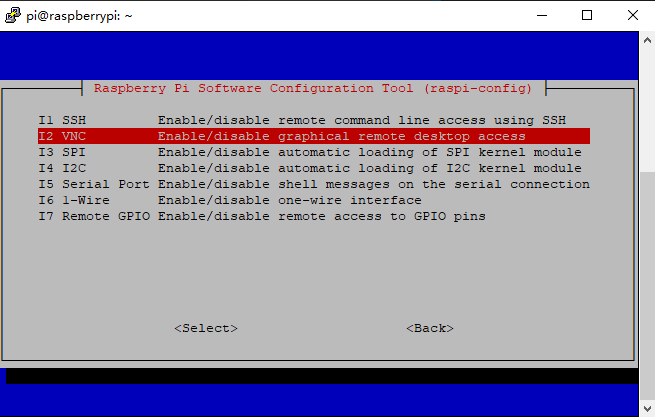 pi@raspberrypi: ~
Raspberry Pi Software Configuration Tool (raspi-config)
I1 SSH Enable/disable remote command line access using SSH
I2 VNC Enable/disable graphical remote desktop access
I3 SPI Enable/disable automatic loading of SPI kernel module
I4 I2C Enable/disable automatic loading of I2C kernel module
I5 Serial Port Enable/disable shell messages on the serial connection
I6 1-Wire Enable/disable one-wire interface
I7 Remote GPIO Enable/disable remote access to GPIO pins
<Select> <Back>